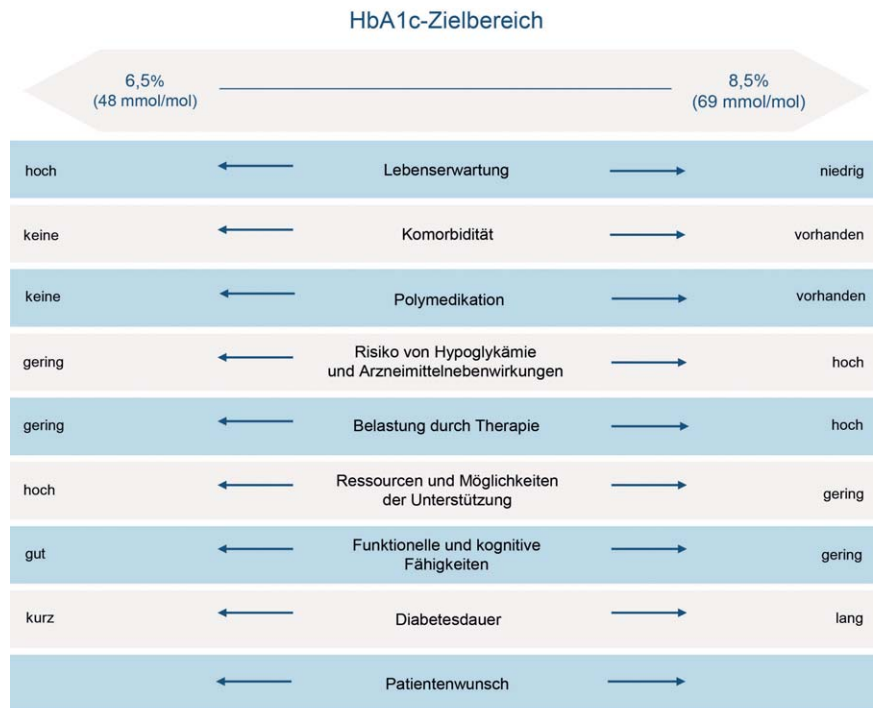 HbA1c-Zielbereich
6,5%
(48 mmol/mol)
8,5%
(69 mmol/mol)
hoch
Lebenserwartung
niedrig
keine
Komorbidität
vorhanden
keine
Polymedikation
vorhanden
gering
Risiko von Hypoglykämie
und Arzneimittelnebenwirkungen
hoch
gering
Belastung durch Therapie
hoch
hoch
Ressourcen und Möglichkeiten
der Unterstützung
gering
gut
Funktionelle und kognitive
Fähigkeiten
gering
kurz
Diabetesdauer
lang
Patientenwunsch